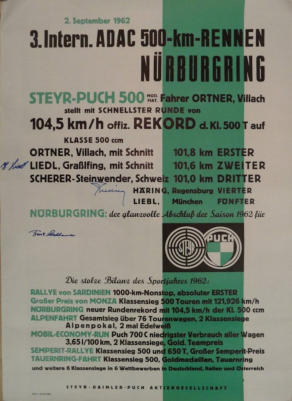 2. September 1962
3. Intern. ADAC 500-km-RENNEN
NÜRBURGRING
STEYR-PUCH 500 MOD. FIAT Fahrer ORTNER, Villach
stellt mit SCHNELLSTER RUNDE von
104,5 km/h offiz. REKORD d. Kl. 500 T auf
KLASSE 500 ccm
ORTNER, Villach, mit Schnitt 101,8 km ERSTER
LIEDL, Graßlfing, mit Schnitt 101,6 km ZWEITER
SCHERER-Steinwender, Schweiz 101,0 km DRITTER
HÄRING, Regensburg VIERTER
LIEBL, München FÜNFTER
NÜRBURGRING: der glanzvolle Abschluß der Saison 1962 für
PUCH
Die stolze Bilanz des Sportjahres 1962:
RALLYE von SARDINIEN 1000-km-Nonstop, absoluter ERSTER
Großer Preis von MONZA Klassensieg 500 Touren mit 121,926 km/h
NÜRBURGRING neuer Rundenrekord mit 104,5 km/h der Kl. 500 ccm
ALPENFAHRT Gesamtsieg über 76 Tourenwagen, 2 Klassensiege
Alpenpokal, 2 mal Edelweiß
MOBIL-ECONOMY-RUN Puch 700 C niedrigster Verbrauch aller Wagen
3,65 l/100 km, 2 Klassensiege, Gold. Teampreis
SEMPERIT-RALLYE Klassensieg 500 und 650 T, Großer Semperit-Preis
TAUERNRING-FAHRT Klassensieg, Goldmedaillen, Tauernring
und weitere 6 Klassensiege in 6 Wettbewerben in Deutschland, Italien und Österreich
STEYR-DAIMLER-PUCH AKTIENGESELLSCHAFT